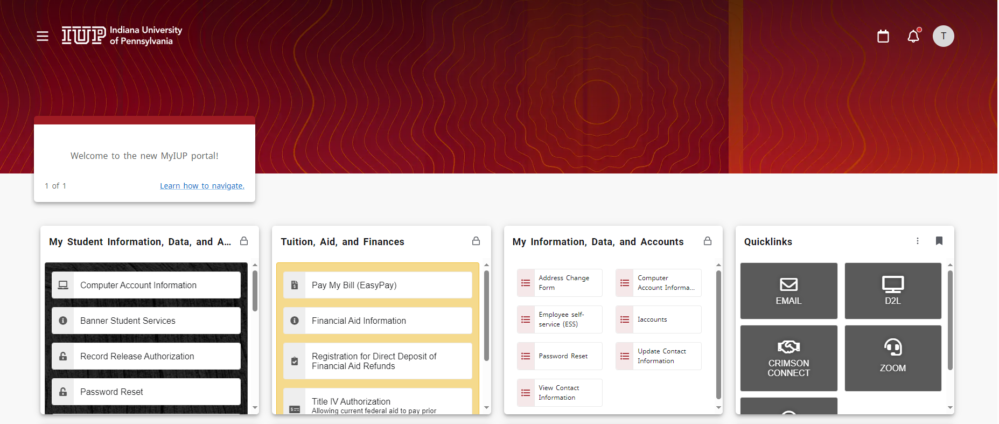 IUP Indiana University
of Pennsylvania
T
Welcome to the new MyIUP portal!
1 of 1
Learn how to navigate.
My Student Information, Data, and A...
Computer Account Information
Banner Student Services
Record Release Authorization
Password Reset
Tuition, Aid, and Finances
Pay My Bill (EasyPay)
Financial Aid Information
Registration for Direct Deposit of
Financial Aid Refunds
Title IV Authorization
Allowing current federal aid to pay prior
My Information, Data, and Accounts
Address Change
Form
Computer
Account Informa...
Employee self-
service (ESS)
Iaccounts
Password Reset
Update Contact
Information
View Contact
Information
Quicklinks
EMAIL
D2L
CRIMSON
CONNECT
ZOOM